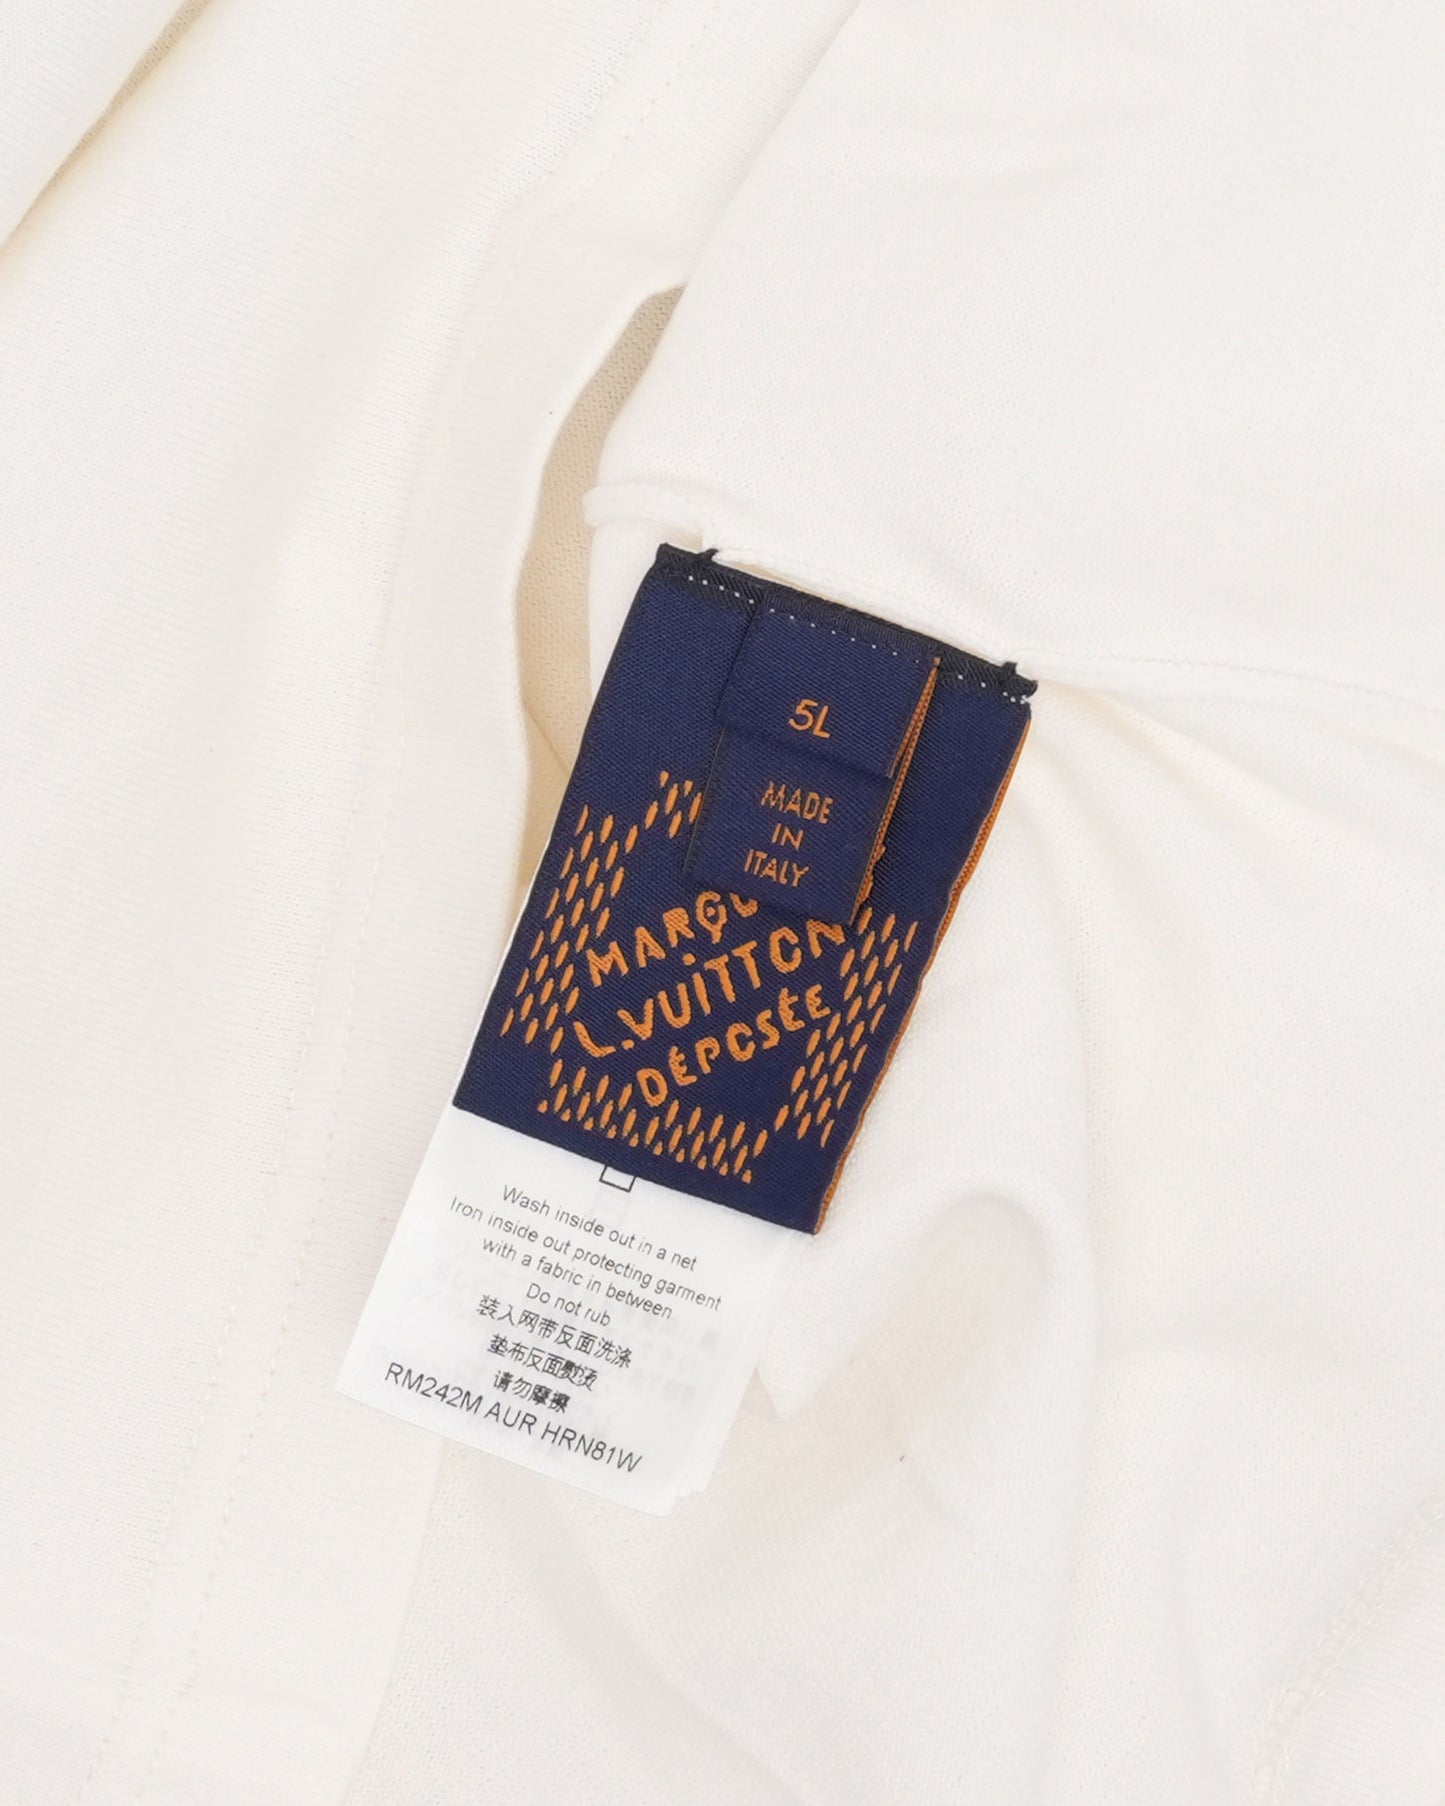 5L
MADE
IN
ITALY
L.VUITTON
DÉPOSÉE
Wash inside out in a net
Iron inside out protecting garment
with a fabric in between
Do not rub
装入网带反面洗涤
垫布反面熨烫
请勿摩擦
RM242M AUR HRN81W